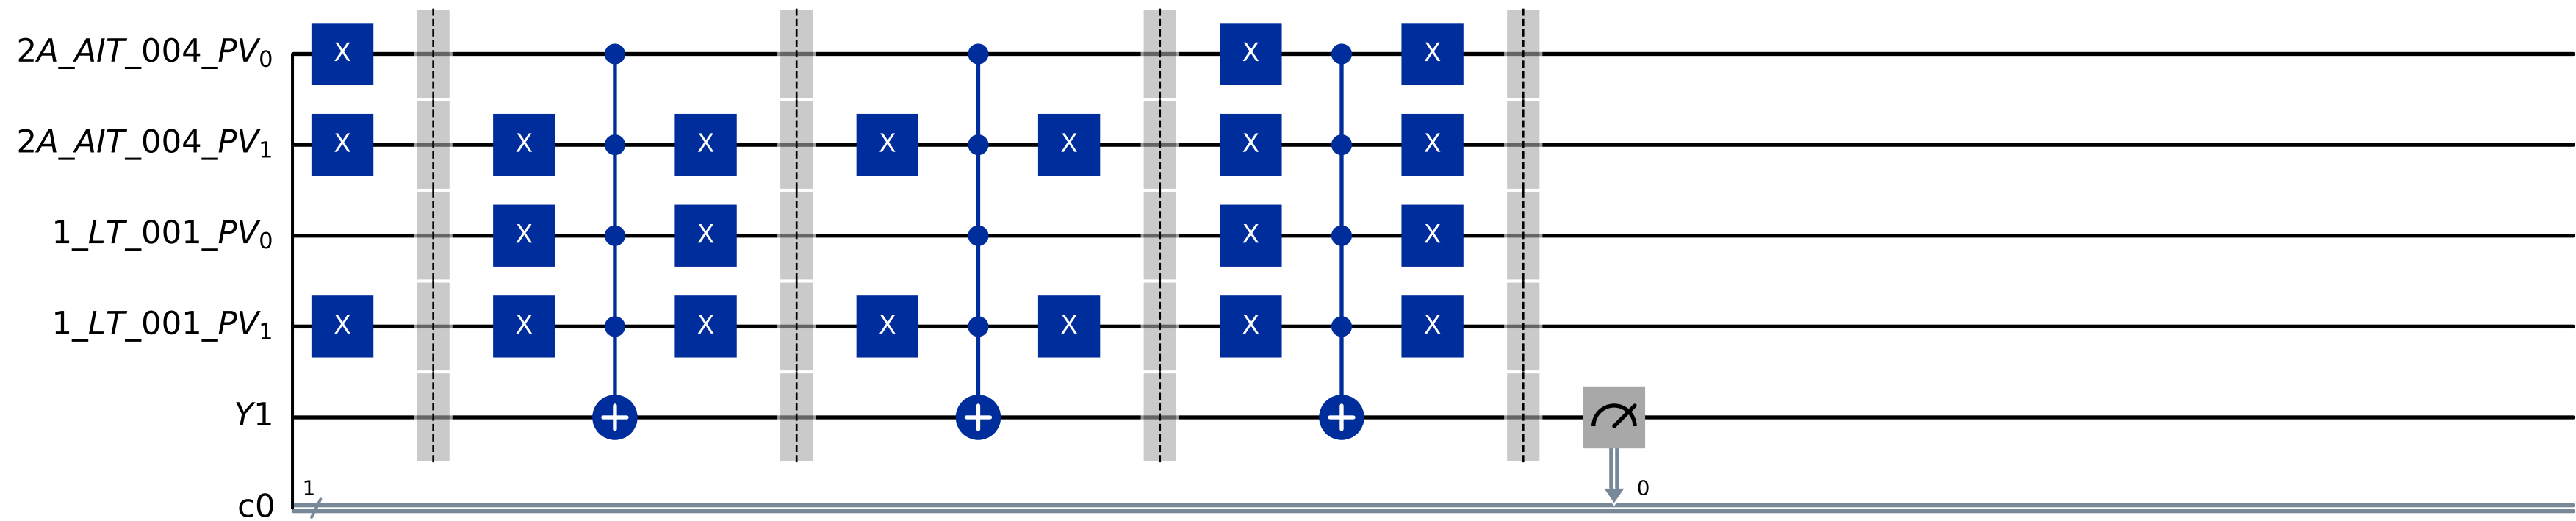 2A_AIT_004_PV₀ X X X
2A_AIT_004_PV₁ X X X X X X X
1_LT_001_PV₀ X X X X
1_LT_001_PV₁ X X X X X X X
Y1
c0 1 0